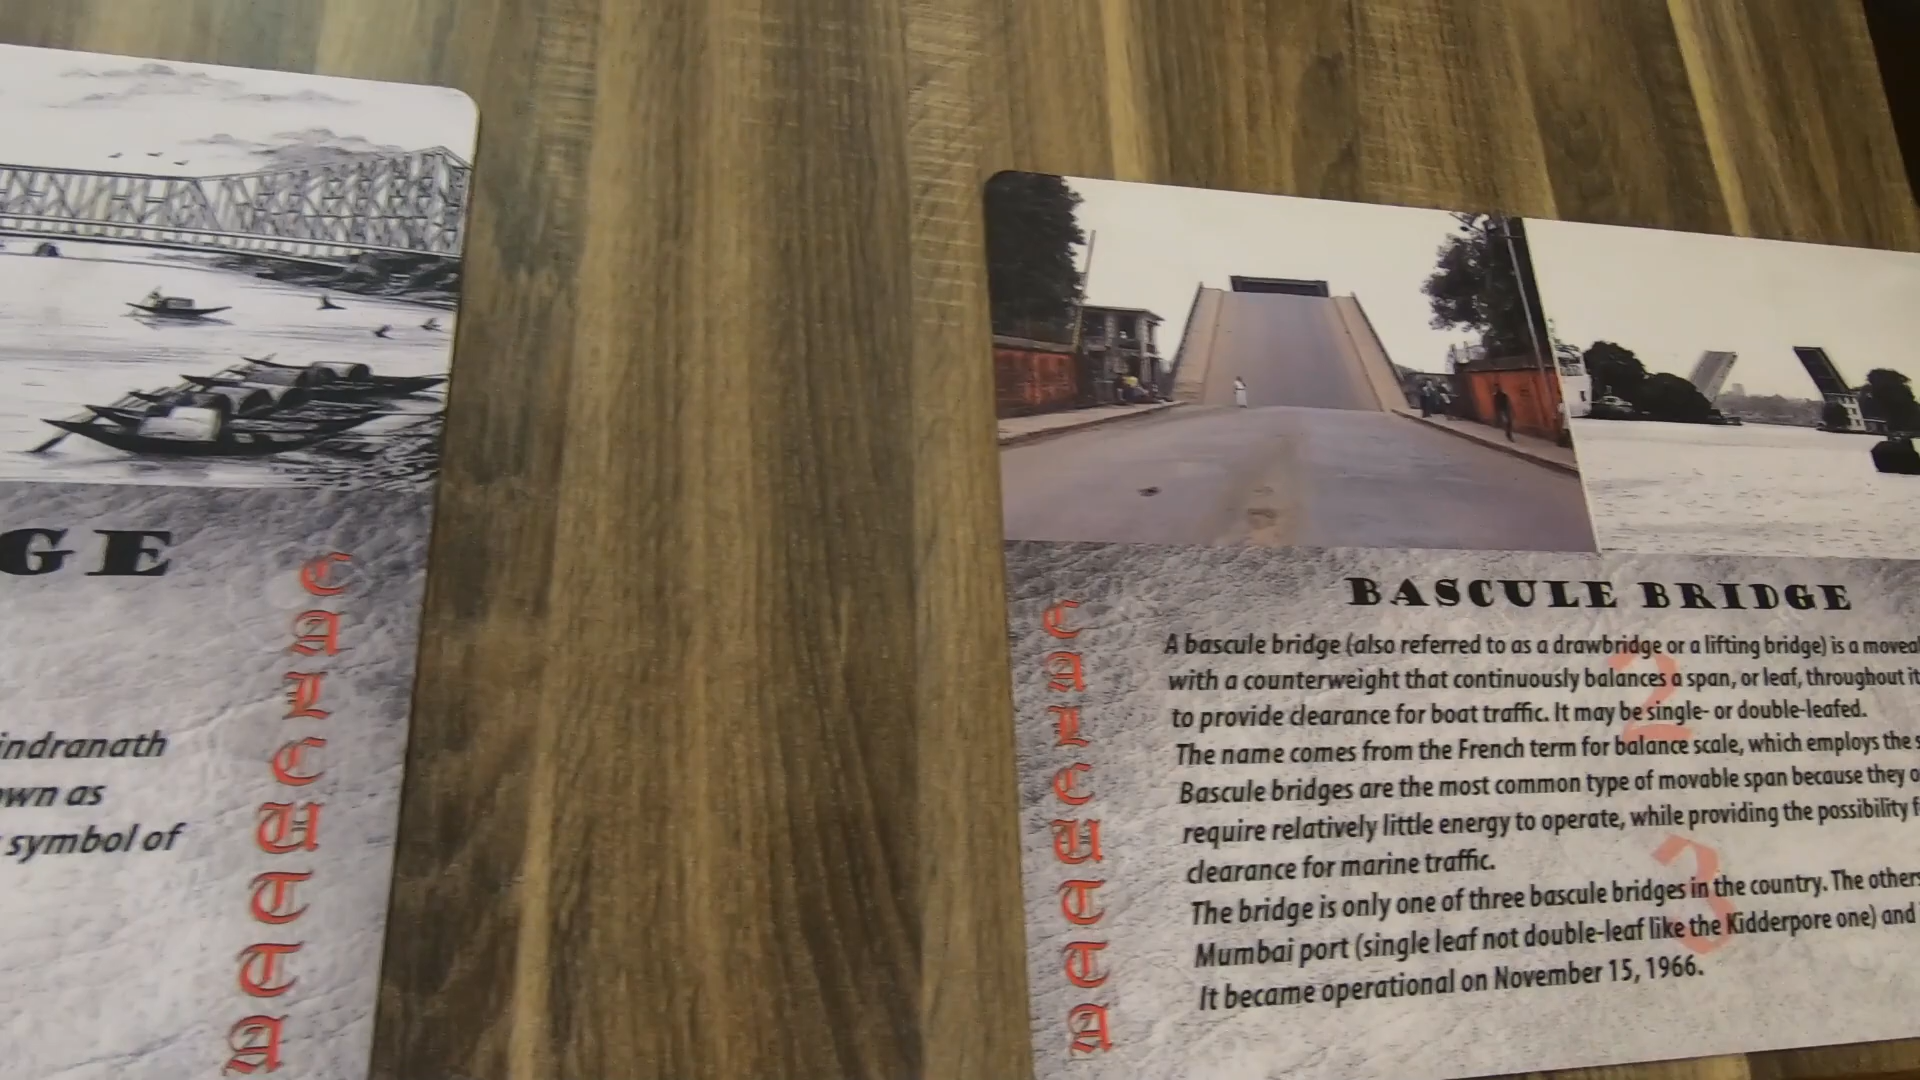 GE
indranath
own as
symbol of
CALCUTTA
BASCULE BRIDGE
A bascule bridge (also referred to as a drawbridge or a lifting bridge) is a
with a counterweight that continuously balances a span, or leaf, throughout
to provide clearance for boat traffic. It may be single- or double-leafed.
The name comes from the French term for balance scale, which employs the
Bascule bridges are the most common type of movable span because they
require relatively little energy to operate, while providing the possibility
clearance for marine traffic.
The bridge is only one of three bascule bridges in the country. The others
Mumbai port (single leaf not double-leaf like the Kidderpore one) and
It became operational on November 15, 1966.
CALCUTTA
2
3